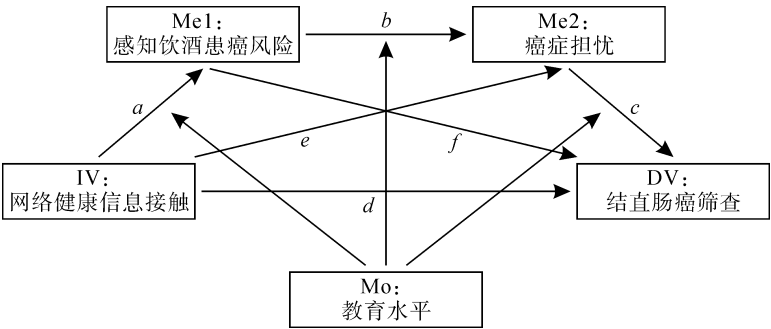 Me1:
感知饮酒患癌风险
b
Me2:
癌症担忧
a
c
e
f
IV:
网络健康信息接触
d
DV:
结直肠癌筛查
Mo:
教育水平